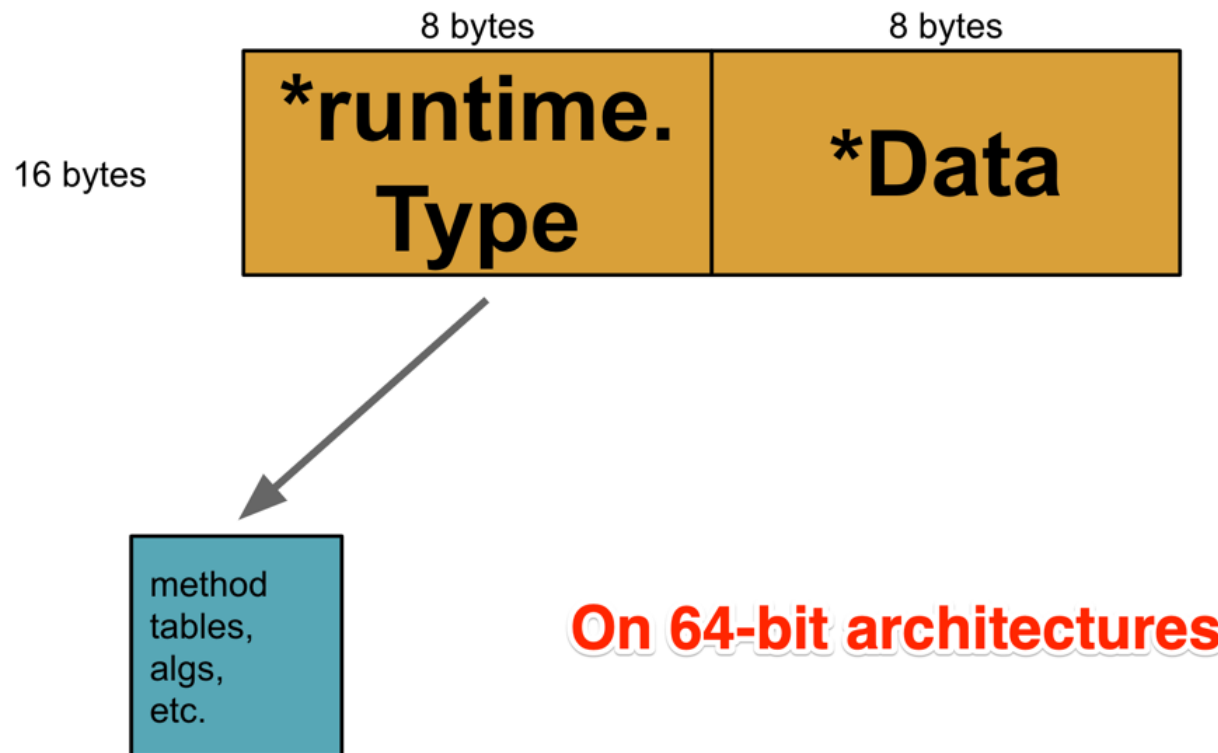 8 bytes
8 bytes
*runtime.
Type
*Data
16 bytes
method
tables,
algs,
etc.
On 64-bit architectures